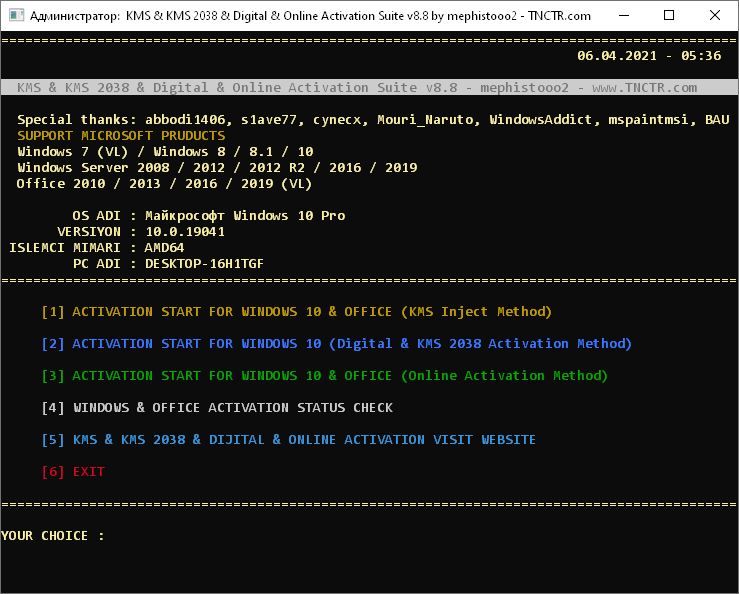 Администратор: KMS & KMS 2038 & Digital & Online Activation Suite v8.8 by mephistooo2 - TNCTR.com
================================================================================
06.04.2021 - 05:36
KMS & KMS 2038 & Digital & Online Activation Suite v8.8 - mephistooo2 - www.TNCTR.com
Special thanks: abbodi1406, s1ave77, cynecx, Mouri_Naruto, WindowsAddict, mspaintmsi, BAU
SUPPORT MICROSOFT PRUDUCTS
Windows 7 (VL) / Windows 8 / 8.1 / 10
Windows Server 2008 / 2012 / 2012 R2 / 2016 / 2019
Office 2010 / 2013 / 2016 / 2019 (VL)
OS ADI : Майкрософт Windows 10 Pro
VERSIYON : 10.0.19041
ISLEMCI MIMARI : AMD64
PC ADI : DESKTOP-16H1TGF
================================================================================
[1] ACTIVATION START FOR WINDOWS 10 & OFFICE (KMS Inject Method)
[2] ACTIVATION START FOR WINDOWS 10 (Digital & KMS 2038 Activation Method)
[3] ACTIVATION START FOR WINDOWS 10 & OFFICE (Online Activation Method)
[4] WINDOWS & OFFICE ACTIVATION STATUS CHECK
[5] KMS & KMS 2038 & DIJITAL & ONLINE ACTIVATION VISIT WEBSITE
[6] EXIT
================================================================================
YOUR CHOICE :